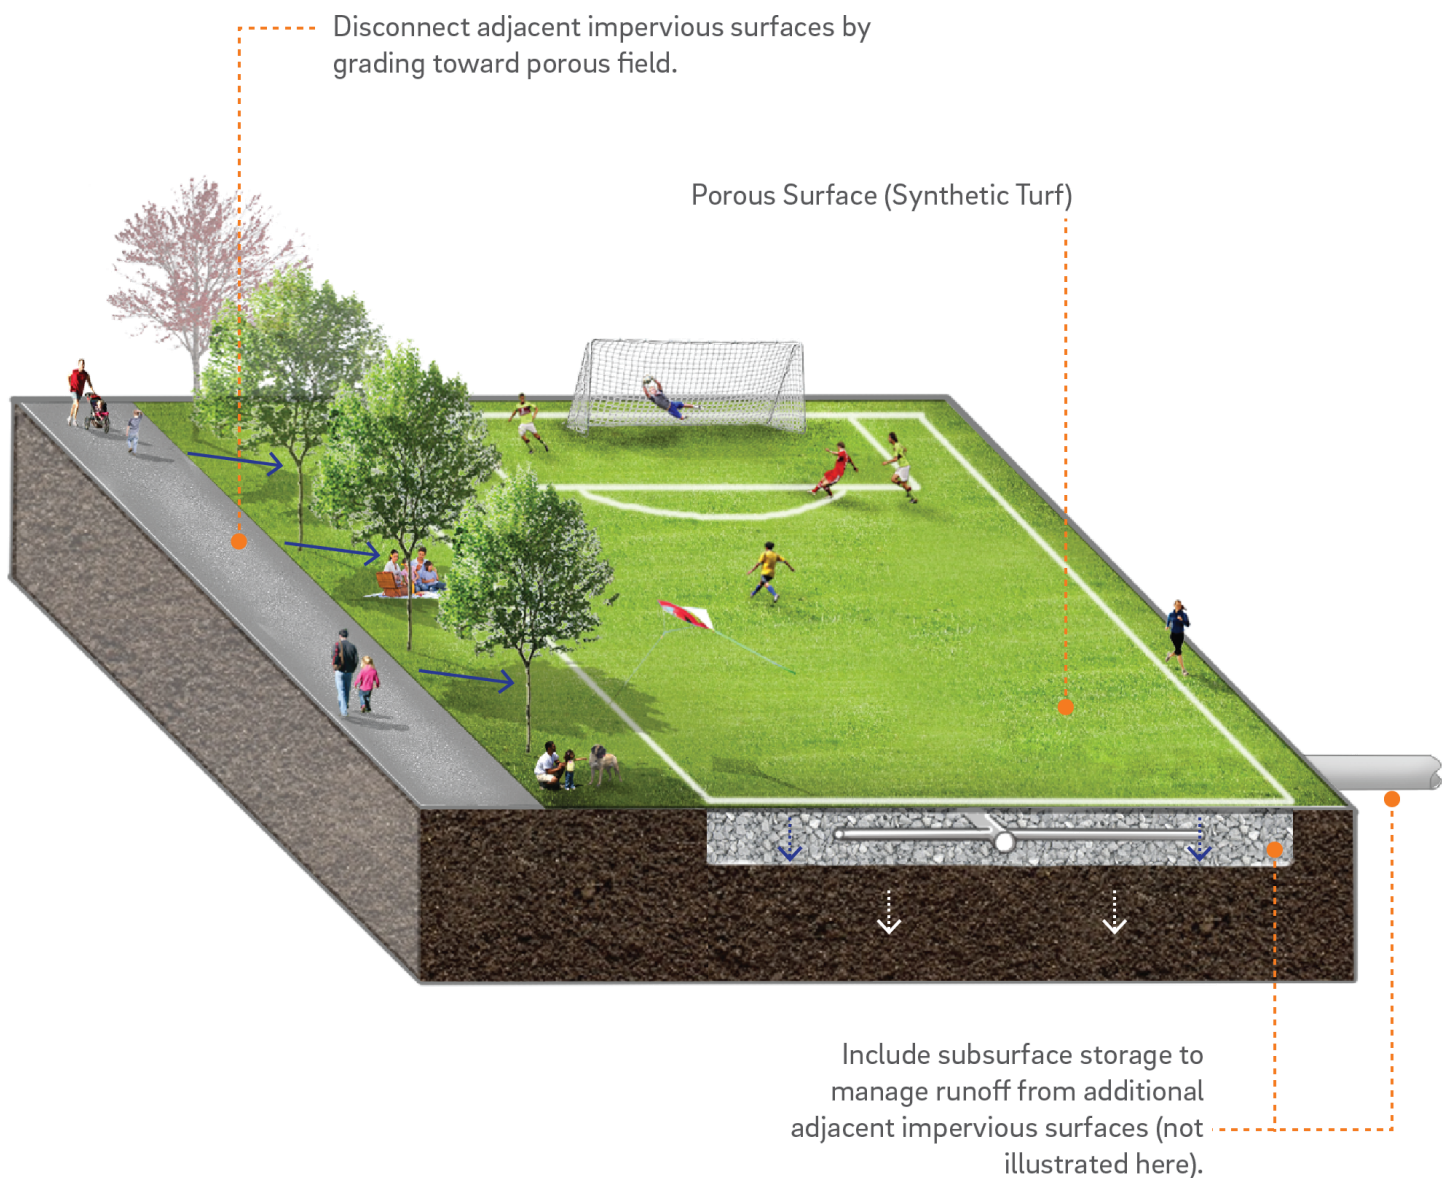 Disconnect adjacent impervious surfaces by
grading toward porous field.
Porous Surface (Synthetic Turf)
Include subsurface storage to
manage runoff from additional
adjacent impervious surfaces (not
illustrated here).